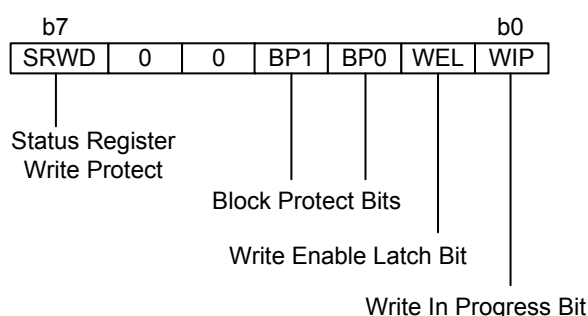 b7 b0
SRWD 0 0 BP1 BP0 WEL WIP
Status Register
Write Protect
Block Protect Bits
Write Enable Latch Bit
Write In Progress Bit